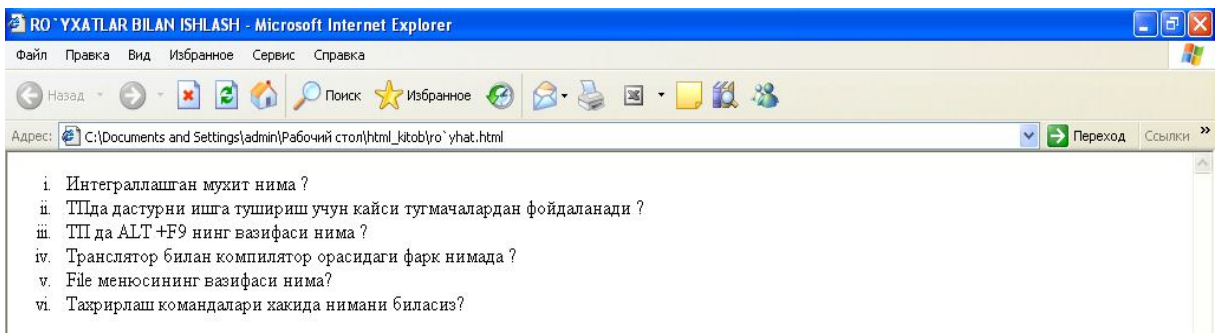 RO`YXATLAR BILAN ISHLASH - Microsoft Internet Explorer
Файл Правка Вид Избранное Сервис Справка
Назад Поиск Избранное
Адрес: C:\Documents and Settings\admin\Рабочий стол\html_kitob\ro`yhat.html Переход Ссылки »
i. Интеграллашган мухит нима ?
ii. ТПда дастурни ишга тушириш учун кайси тугмачалардан фойдаланади ?
iii. ТП да ALT +F9 нинг вазифаси нима ?
iv. Транслятор билан компилятор орасидаги фарк нимада ?
v. File менюсининг вазифаси нима?
vi. Тахрирлаш командалари хакида нимани биласиз?